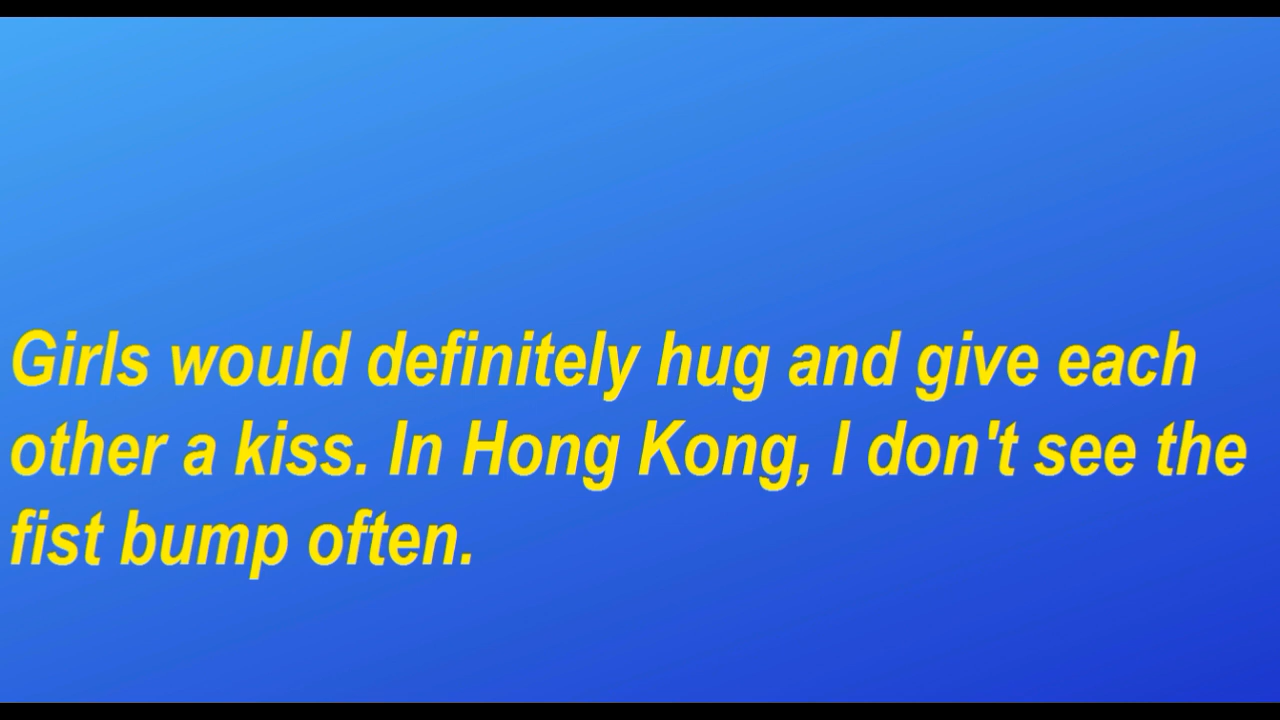 Girls would definitely hug and give each
other a kiss. In Hong Kong, I don't see the
fist bump often.